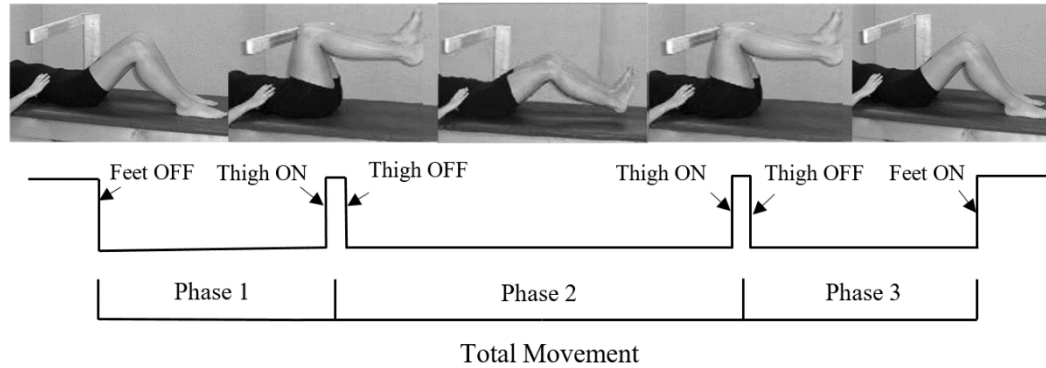 Feet OFF
Thigh ON
Thigh OFF
Thigh ON
Thigh OFF
Feet ON
Phase 1
Phase 2
Phase 3
Total Movement